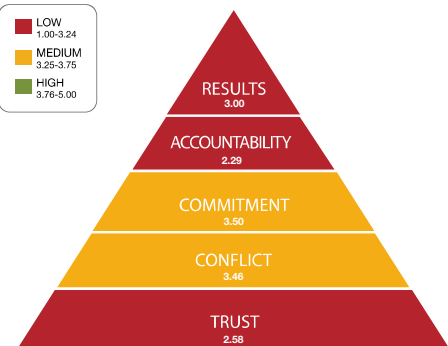 LOW
1.00-3.24
MEDIUM
3.25-3.75
HIGH
3.76-5.00
RESULTS
3.00
ACCOUNTABILITY
2.29
COMMITMENT
3.50
CONFLICT
3.46
TRUST
2.58